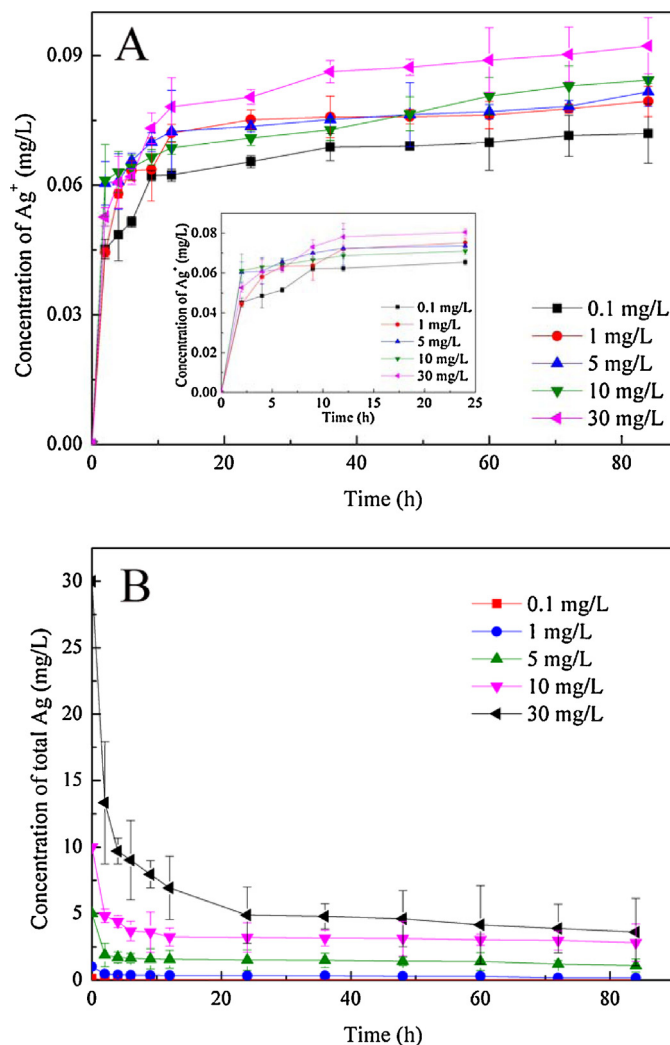 A
Concentration of Ag⁺ (mg/L)
0.09
0.06
0.03
0.00
0 20 40 60 80
Time (h)
0.1 mg/L
1 mg/L
5 mg/L
10 mg/L
30 mg/L
Concentration of Ag⁺ (mg/L)
0.08
0.06
0.04
0.02
0.00
0 5 10 15 20 25
Time (h)
0.1 mg/L
1 mg/L
5 mg/L
10 mg/L
30 mg/L
B
Concentration of total Ag (mg/L)
30
25
20
15
10
5
0
0 20 40 60 80
Time (h)
0.1 mg/L
1 mg/L
5 mg/L
10 mg/L
30 mg/L